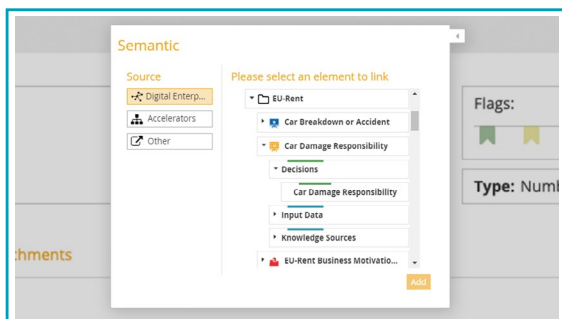 Semantic
Source
Please select an element to link
Digital Enterp...
Accelerators
Other
EU-Rent
Car Breakdown or Accident
Car Damage Responsibility
Decisions
Car Damage Responsibility
Input Data
Knowledge Sources
EU-Rent Business Motivatio...
Add
Flags:
Type: Numb
hments